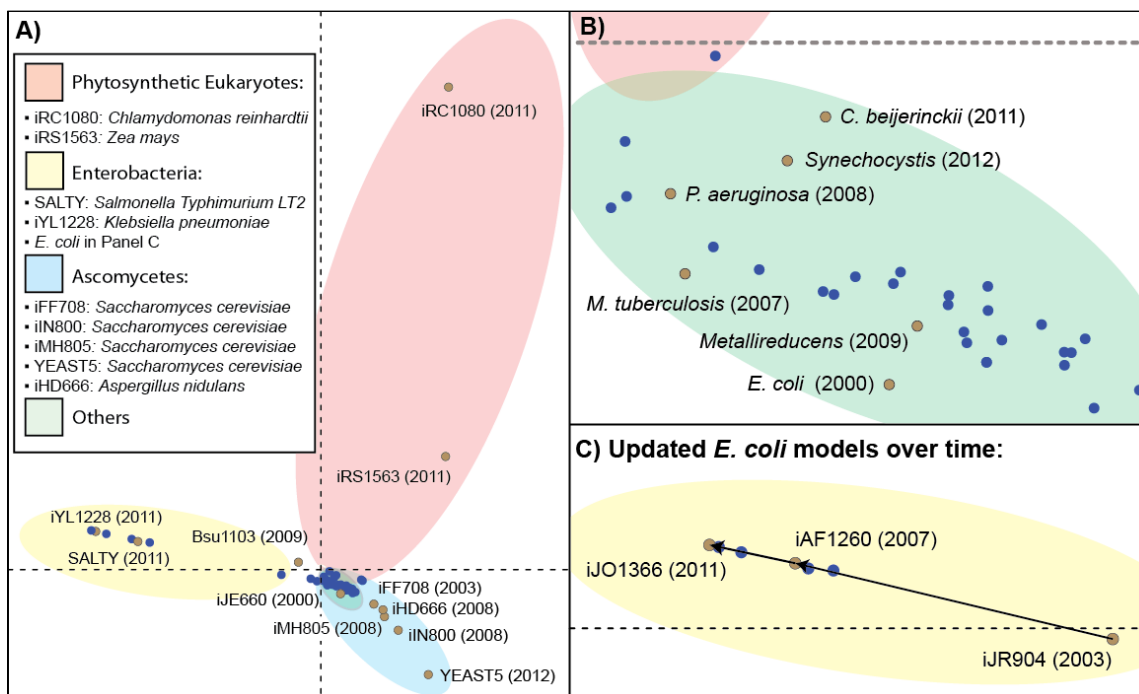 A)
Phytosynthetic Eukaryotes:
▪ iRC1080: Chlamydomonas reinhardtii
▪ iRS1563: Zea mays
Enterobacteria:
▪ SALTY: Salmonella Typhimurium LT2
▪ iYL1228: Klebsiella pneumoniae
▪ E. coli in Panel C
Ascomycetes:
▪ iFF708: Saccharomyces cerevisiae
▪ iIN800: Saccharomyces cerevisiae
▪ iMH805: Saccharomyces cerevisiae
▪ YEAST5: Saccharomyces cerevisiae
▪ iHD666: Aspergillus nidulans
Others
iRC1080 (2011)
iRS1563 (2011)
iYL1228 (2011)
SALTY (2011)
Bsu1103 (2009)
iJE660 (2000)
iFF708 (2003)
iHD666 (2008)
iMH805 (2008)
iIN800 (2008)
YEAST5 (2012)
B)
C. beijerinckii (2011)
Synechocystis (2012)
P. aeruginosa (2008)
M. tuberculosis (2007)
Metallireducens (2009)
E. coli (2000)
C) Updated E. coli models over time:
iAF1260 (2007)
iJO1366 (2011)
iJR904 (2003)